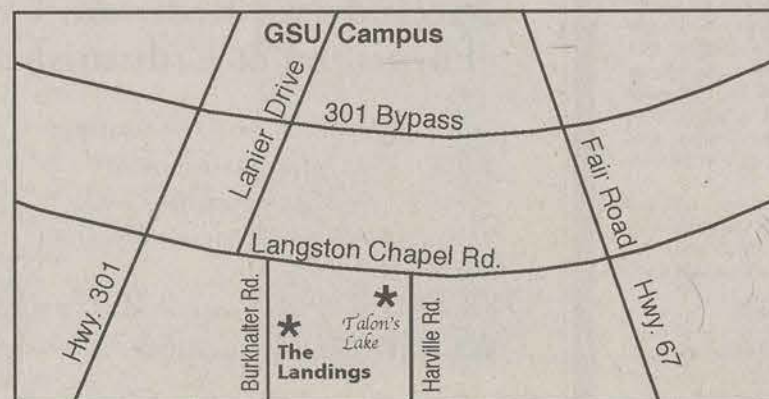 GSU Campus
Lanier Drive
301 Bypass
Fair Road
Langston Chapel Rd.
Hwy. 301
Burkhalter Rd.
The
Landings
Talon's
Lake
Harville Rd.
Hwy. 67